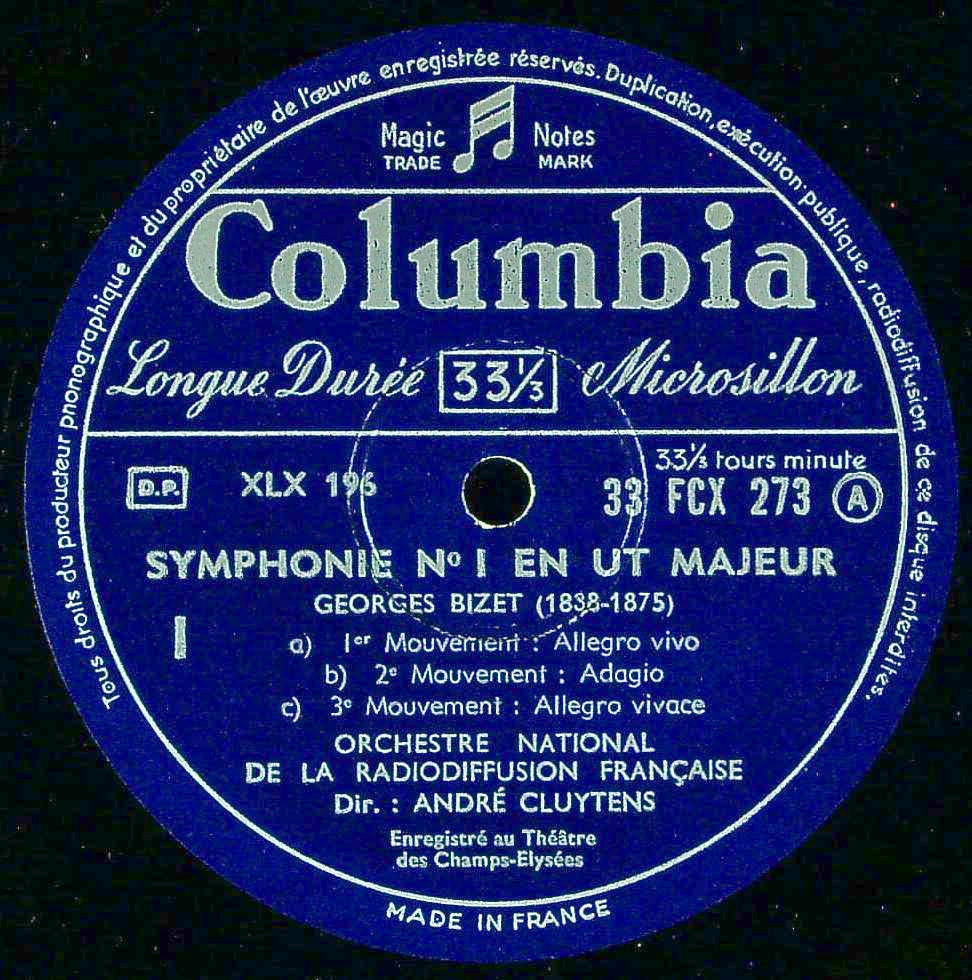 Tous droits du producteur phonographique et du propriétaire de l'œuvre enregistrée réservés. Duplication, exécution publique, radiodiffusion de ce disque interdites.
Magic Notes
TRADE MARK
Columbia
Longue Durée 33⅓ Microsillon
33⅓ tours minute
D.P. XLX 196 33 FCX 273 A
SYMPHONIE Nº I EN UT MAJEUR
GEORGES BIZET (1838-1875)
I
a) 1er Mouvement : Allegro vivo
b) 2e Mouvement : Adagio
c) 3e Mouvement : Allegro vivace
ORCHESTRE NATIONAL
DE LA RADIODIFFUSION FRANÇAISE
Dir. : ANDRÉ CLUYTENS
Enregistré au Théâtre
des Champs-Elysées
MADE IN FRANCE